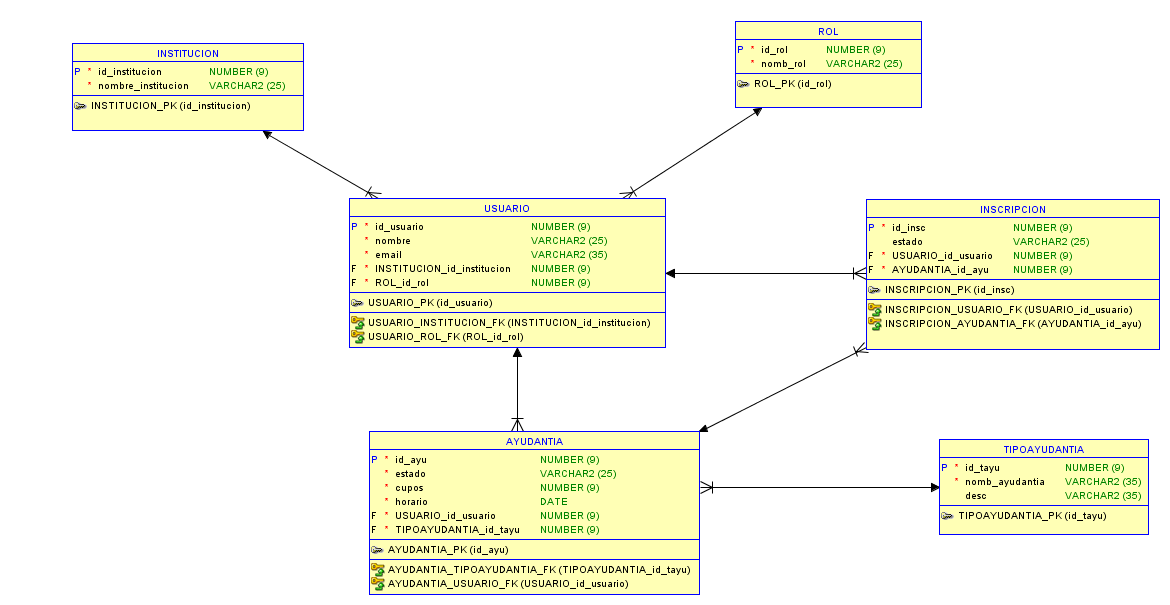 INSTITUCION
P * id_institucion NUMBER (9)
* nombre_institucion VARCHAR2 (25)
INSTITUCION_PK (id_institucion)
ROL
P * id_rol NUMBER (9)
* nomb_rol VARCHAR2 (25)
ROL_PK (id_rol)
USUARIO
P * id_usuario NUMBER (9)
* nombre VARCHAR2 (25)
* email VARCHAR2 (35)
F * INSTITUCION_id_institucion NUMBER (9)
F * ROL_id_rol NUMBER (9)
USUARIO_PK (id_usuario)
USUARIO_INSTITUCION_FK (INSTITUCION_id_institucion)
USUARIO_ROL_FK (ROL_id_rol)
INSCRIPCION
P * id_insc NUMBER (9)
estado VARCHAR2 (25)
F * USUARIO_id_usuario NUMBER (9)
F * AYUDANTIA_id_ayu NUMBER (9)
INSCRIPCION_PK (id_insc)
INSCRIPCION_USUARIO_FK (USUARIO_id_usuario)
INSCRIPCION_AYUDANTIA_FK (AYUDANTIA_id_ayu)
AYUDANTIA
P * id_ayu NUMBER (9)
* estado VARCHAR2 (25)
* cupos NUMBER (9)
* horario DATE
F * USUARIO_id_usuario NUMBER (9)
F * TIPOAYUDANTIA_id_tayu NUMBER (9)
AYUDANTIA_PK (id_ayu)
AYUDANTIA_TIPOAYUDANTIA_FK (TIPOAYUDANTIA_id_tayu)
AYUDANTIA_USUARIO_FK (USUARIO_id_usuario)
TIPOAYUDANTIA
P * id_tayu NUMBER (9)
* nomb_ayudantia VARCHAR2 (35)
desc VARCHAR2 (35)
TIPOAYUDANTIA_PK (id_tayu)